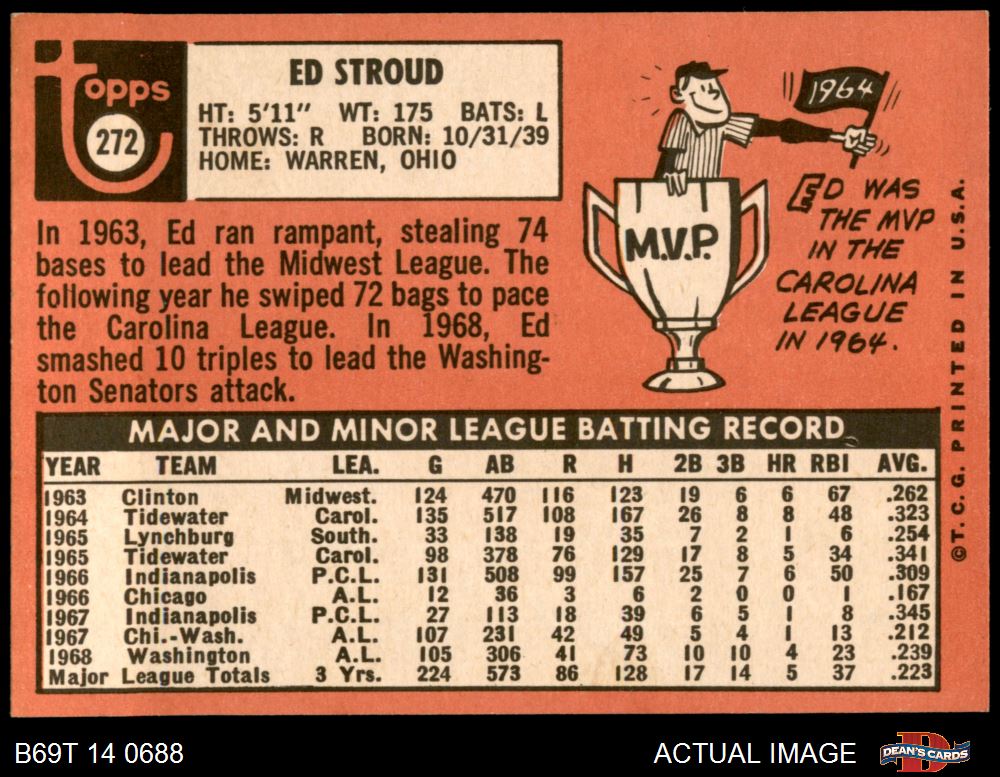 topps
272
ED STROUD
HT: 5'11" WT: 175 BATS: L
THROWS: R BORN: 10/31/39
HOME: WARREN, OHIO
In 1963, Ed ran rampant, stealing 74
bases to lead the Midwest League. The
following year he swiped 72 bags to pace
the Carolina League. In 1968, Ed
smashed 10 triples to lead the Washing-
ton Senators attack.
1964
M.V.P.
ED WAS
THE MVP
IN THE
CAROLINA
LEAGUE
IN 1964.
©T. C. G. PRINTED IN U.S.A.
MAJOR AND MINOR LEAGUE BATTING RECORD
YEAR TEAM LEA. G AB R H 2B 3B HR RBI AVG.
1963 Clinton Midwest. 124 470 116 123 19 6 6 67 .262
1964 Tidewater Carol. 135 517 108 167 26 8 8 48 .323
1965 Lynchburg South. 33 138 19 35 7 2 1 6 .254
1965 Tidewater Carol. 98 378 76 129 17 8 5 34 .341
1966 Indianapolis P.C.L. 131 508 99 157 25 7 6 50 .309
1966 Chicago A.L. 12 36 3 6 2 0 0 1 .167
1967 Indianapolis P.C.L. 27 113 18 39 6 5 1 8 .345
1967 Chi.-Wash. A.L. 107 231 42 49 5 4 1 13 .212
1968 Washington A.L. 105 306 41 73 10 10 4 23 .239
Major League Totals 3 Yrs. 224 573 86 128 17 14 5 37 .223
B69T 14 0688
ACTUAL IMAGE
DEAN'S CARDS